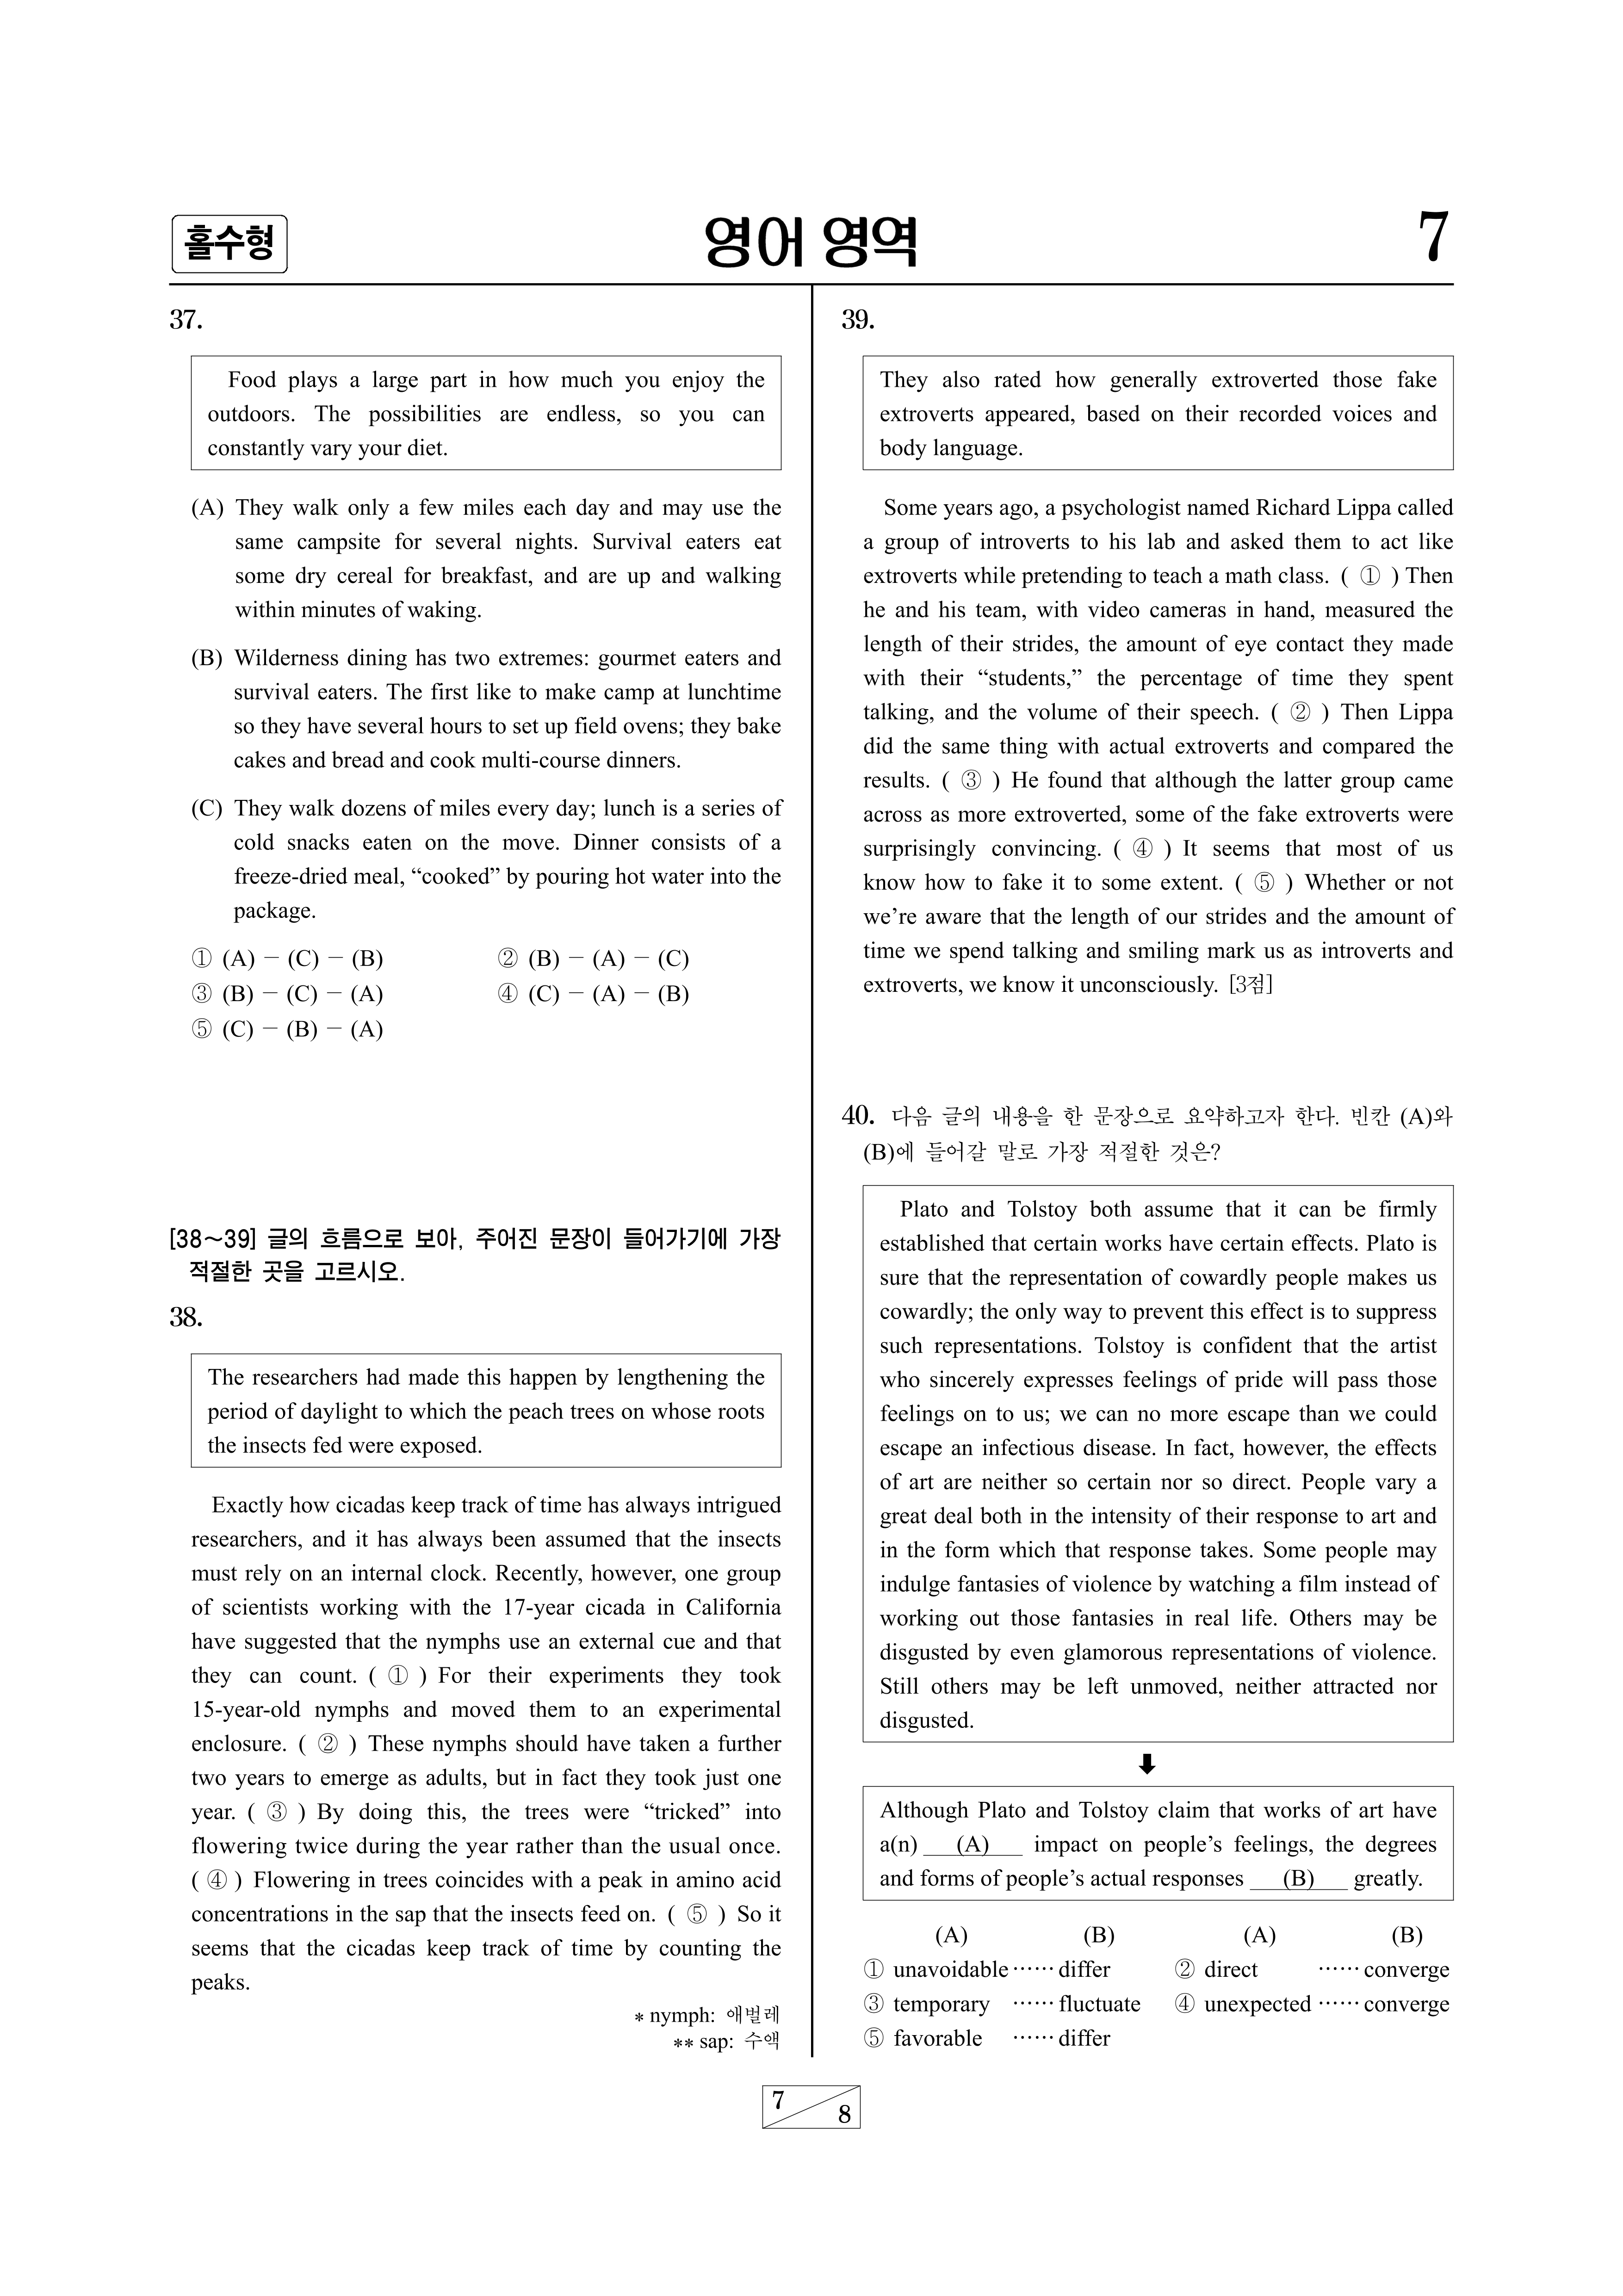 홀수형
영어 영역
7
37.
Food plays a large part in how much you enjoy the
outdoors. The possibilities are endless, so you can
constantly vary your diet.
(A) They walk only a few miles each day and may use the
same campsite for several nights. Survival eaters eat
some dry cereal for breakfast, and are up and walking
within minutes of waking.
(B) Wilderness dining has two extremes: gourmet eaters and
survival eaters. The first like to make camp at lunchtime
so they have several hours to set up field ovens; they bake
cakes and bread and cook multi-course dinners.
(C) They walk dozens of miles every day; lunch is a series of
cold snacks eaten on the move. Dinner consists of a
freeze-dried meal, “cooked” by pouring hot water into the
package.
① (A) － (C) － (B) ② (B) － (A) － (C)
③ (B) － (C) － (A) ④ (C) － (A) － (B)
⑤ (C) － (B) － (A)
[38～39] 글의 흐름으로 보아, 주어진 문장이 들어가기에 가장
적절한 곳을 고르시오.
38.
The researchers had made this happen by lengthening the
period of daylight to which the peach trees on whose roots
the insects fed were exposed.
Exactly how cicadas keep track of time has always intrigued
researchers, and it has always been assumed that the insects
must rely on an internal clock. Recently, however, one group
of scientists working with the 17-year cicada in California
have suggested that the nymphs use an external cue and that
they can count. ( ① ) For their experiments they took
15-year-old nymphs and moved them to an experimental
enclosure. ( ② ) These nymphs should have taken a further
two years to emerge as adults, but in fact they took just one
year. ( ③ ) By doing this, the trees were “tricked” into
flowering twice during the year rather than the usual once.
( ④ ) Flowering in trees coincides with a peak in amino acid
concentrations in the sap that the insects feed on. ( ⑤ ) So it
seems that the cicadas keep track of time by counting the
peaks.
* nymph: 애벌레
** sap: 수액
39.
They also rated how generally extroverted those fake
extroverts appeared, based on their recorded voices and
body language.
Some years ago, a psychologist named Richard Lippa called
a group of introverts to his lab and asked them to act like
extroverts while pretending to teach a math class. ( ① ) Then
he and his team, with video cameras in hand, measured the
length of their strides, the amount of eye contact they made
with their “students,” the percentage of time they spent
talking, and the volume of their speech. ( ② ) Then Lippa
did the same thing with actual extroverts and compared the
results. ( ③ ) He found that although the latter group came
across as more extroverted, some of the fake extroverts were
surprisingly convincing. ( ④ ) It seems that most of us
know how to fake it to some extent. ( ⑤ ) Whether or not
we’re aware that the length of our strides and the amount of
time we spend talking and smiling mark us as introverts and
extroverts, we know it unconsciously. [3점]
40. 다음 글의 내용을 한 문장으로 요약하고자 한다. 빈칸 (A)와
(B)에 들어갈 말로 가장 적절한 것은?
Plato and Tolstoy both assume that it can be firmly
established that certain works have certain effects. Plato is
sure that the representation of cowardly people makes us
cowardly; the only way to prevent this effect is to suppress
such representations. Tolstoy is confident that the artist
who sincerely expresses feelings of pride will pass those
feelings on to us; we can no more escape than we could
escape an infectious disease. In fact, however, the effects
of art are neither so certain nor so direct. People vary a
great deal both in the intensity of their response to art and
in the form which that response takes. Some people may
indulge fantasies of violence by watching a film instead of
working out those fantasies in real life. Others may be
disgusted by even glamorous representations of violence.
Still others may be left unmoved, neither attracted nor
disgusted.
Although Plato and Tolstoy claim that works of art have
a(n) (A) impact on people’s feelings, the degrees
and forms of people’s actual responses (B) greatly.
(A) (B) (A) (B)
① unavoidable ⋯⋯ differ ② direct ⋯⋯ converge
③ temporary ⋯⋯ fluctuate ④ unexpected ⋯⋯ converge
⑤ favorable ⋯⋯ differ
7
8